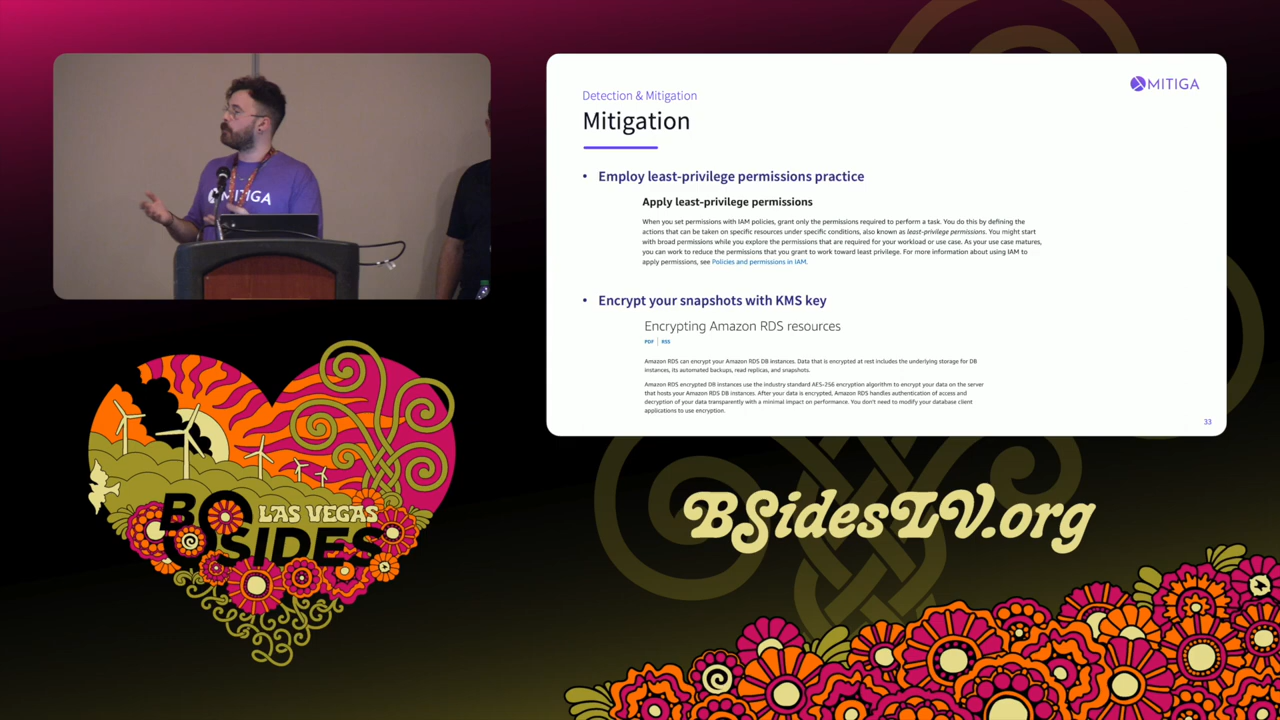 MITIGA
Detection & Mitigation
Mitigation
MITIGA
• Employ least-privilege permissions practice
Apply least-privilege permissions
When you set permissions with IAM policies, grant only the permissions required to perform a task. You do this by defining the
actions that can be taken on specific resources under specific conditions, also known as least-privilege permissions. You might start
with broad permissions while you explore the permissions that are required for your workload or use case. As your use case matures,
you can work to reduce the permissions that you grant to work toward least privilege. For more information about using IAM to
apply permissions, see Policies and permissions in IAM.
• Encrypt your snapshots with KMS key
Encrypting Amazon RDS resources
PDF | RSS
Amazon RDS can encrypt your Amazon RDS DB instances. Data that is encrypted at rest includes the underlying storage for DB
instances, its automated backups, read replicas, and snapshots.
Amazon RDS encrypted DB instances use the industry standard AES-256 encryption algorithm to encrypt your data on the server
that hosts your Amazon RDS DB instances. After your data is encrypted, Amazon RDS handles authentication of access and
decryption of your data transparently with a minimal impact on performance. You don't need to modify your database client
applications to use encryption.
33
BSIDES
LAS VEGAS
BSidesLV.org